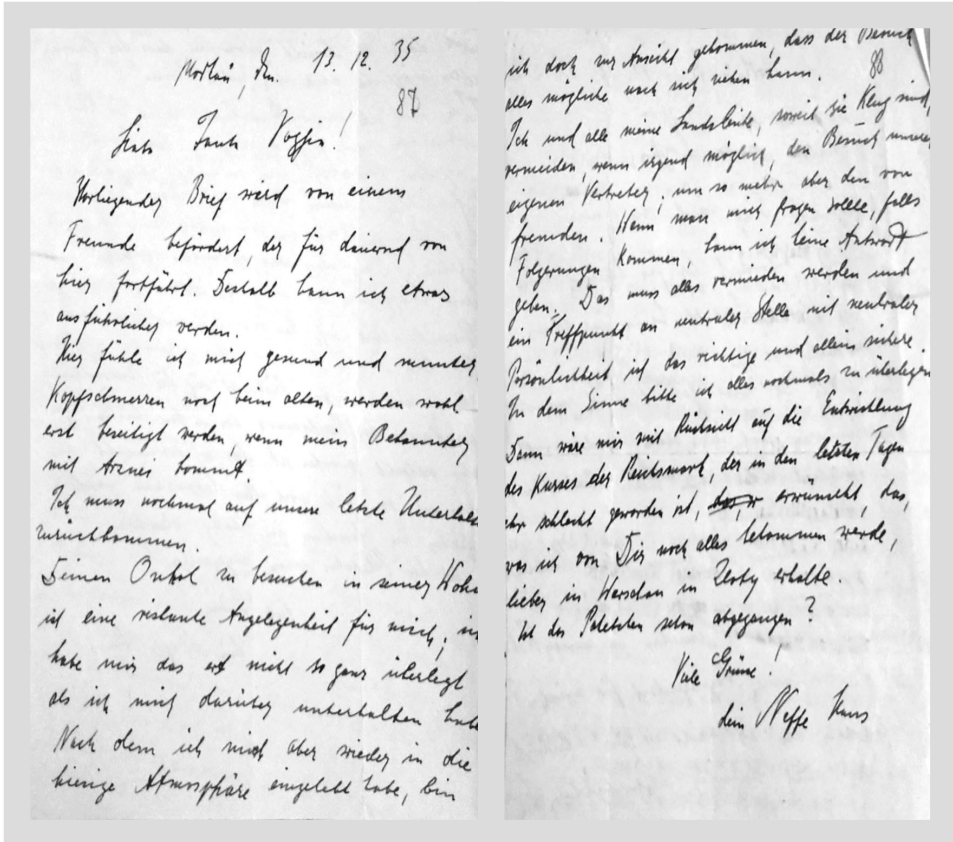 Modlin, den. 13. 12. 35
87
Liebe Tante
Vorliegender Brief ward von einem
Freunde befördert, der für dauernd von
hier fortfährt. Deshalb kann ich etwas
ausführlicher werden.
Hier fühle ich mich gesund und munter,
Kopfschmerzen noch beim alten, werden wohl
erst beseitigt werden, wenn mein Bekannter
mit Arznei kommt
Ich muss nochmal auf unsere letzte Unterhalt
zurückkommen.
Deinen Onkel zu besuchen in seiner Wohn
ist eine riskante Angelegenheit für mich, ich
habe mir das erst nicht so ganz überlegt
als ich mich darüber unterhalten habe
Nach dem ich mich aber wieder in die
hierige Atmosphäre eingelebt habe, bin
ich doch zur Ansicht gekommen, dass der Besuch
88
alles mögliche nach sich ziehen kann.
Ich und alle meine Landsleute, soweit sie klug sind,
vermeiden, wenn irgend möglich, den Besuch unserer
eigenen Vertreter, um so mehr aber den von
fremden. Wenn man mich fragen sollte, falls
Folgerungen kommen, kann ich keine Antwort
geben. Das muss alles vermieden werden und
ein Treffpunkt an neutraler Stelle mit neutraler
Persönlichkeit ist das richtige und allein sichere
In dem Sinne bitte ich alles nochmals zu überlegen
Dann wäre mir mit Rücksicht auf die Entwicklung
des Kurses der Reichsmark, der in den letzten Tagen
sehr schlecht geworden ist, erwünscht, das,
was ich von Dir noch alles bekommen werde,
lieber in Warschau in Zloty erhalte.
Ist das Paketchen schon abgegangen?
Viele Grüsse!
dein Neffe Hans